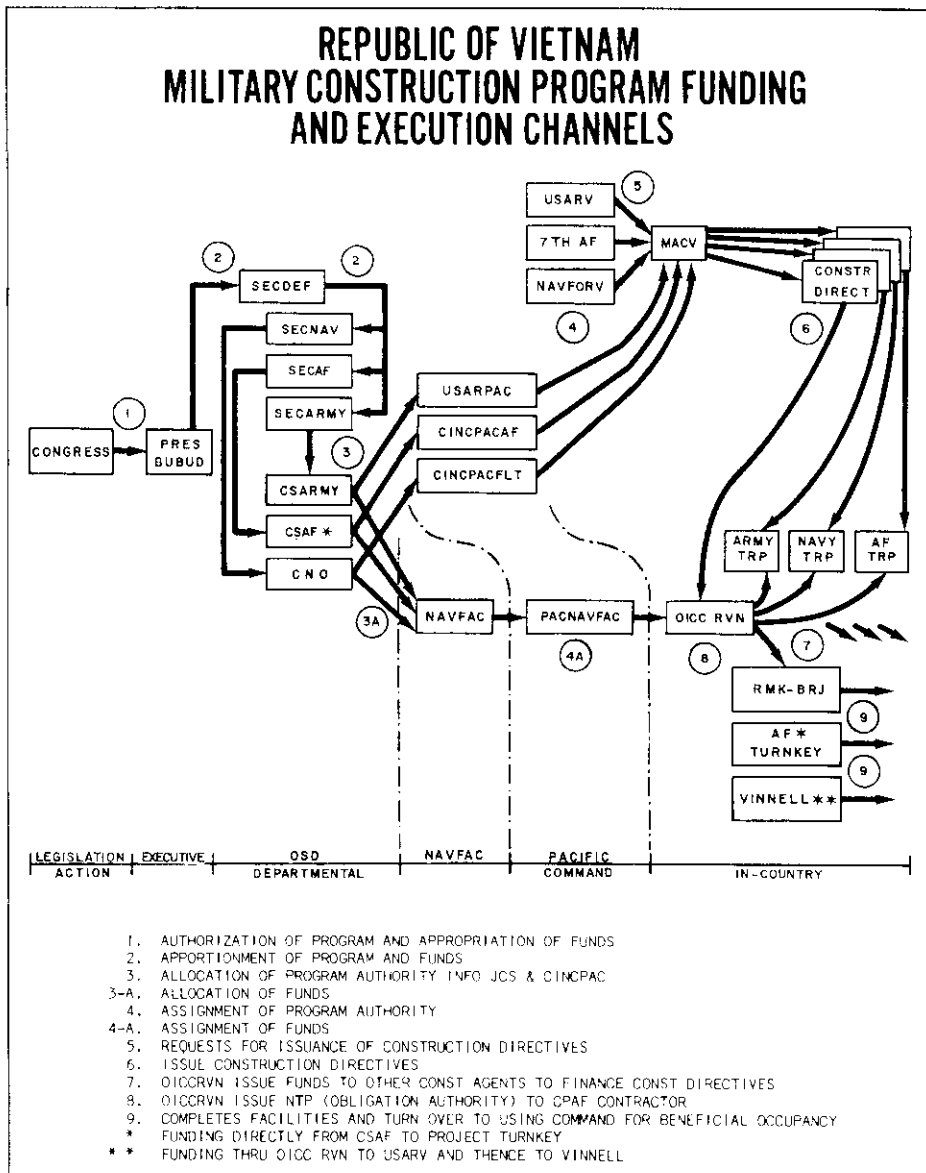 REPUBLIC OF VIETNAM
MILITARY CONSTRUCTION PROGRAM FUNDING
AND EXECUTION CHANNELS
USARV
5
7TH AF
MACV
NAVFORV
4
CONSTR
DIRECT
6
2
2
SECDEF
SECNAV
SECAF
SECARMY
1
CONGRESS
PRES
BUBUD
3
CSARMY
CSAF *
CNO
3A
USARPAC
CINCPACAF
CINCPACFLT
NAVFAC
PACNAVFAC
4A
OICC RVN
8
ARMY
TRP
NAVY
TRP
AF
TRP
7
RMK-BRJ
9
AF *
TURNKEY
9
VINNELL **
LEGISLATION
ACTION
EXECUTIVE
OSD
DEPARTMENTAL
NAVFAC
PACIFIC
COMMAND
IN-COUNTRY
1. AUTHORIZATION OF PROGRAM AND APPROPRIATION OF FUNDS
2. APPORTIONMENT OF PROGRAM AND FUNDS
3. ALLOCATION OF PROGRAM AUTHORITY INFO JCS & CINCPAC
3-A. ALLOCATION OF FUNDS
4. ASSIGNMENT OF PROGRAM AUTHORITY
4-A. ASSIGNMENT OF FUNDS
5. REQUESTS FOR ISSUANCE OF CONSTRUCTION DIRECTIVES
6. ISSUE CONSTRUCTION DIRECTIVES
7. OICCRVN ISSUE FUNDS TO OTHER CONST AGENTS TO FINANCE CONST DIRECTIVES
8. OICCRVN ISSUE NTP (OBLIGATION AUTHORITY) TO CPAF CONTRACTOR
9. COMPLETES FACILITIES AND TURN OVER TO USING COMMAND FOR BENEFICIAL OCCUPANCY
* FUNDING DIRECTLY FROM CSAF TO PROJECT TURNKEY
* * FUNDING THRU OICC RVN TO USARV AND THENCE TO VINNELL